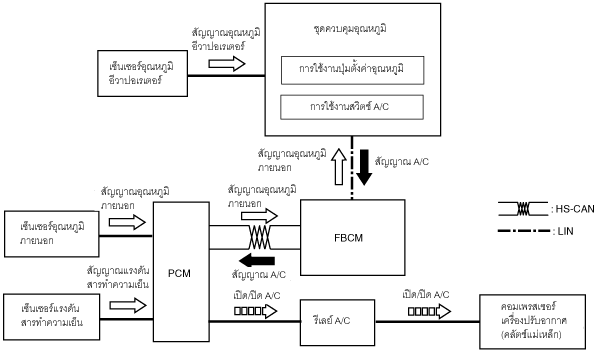 สัญญาณอุณหภูมิ
อีวาปอเรเตอร์
ชุดควบคุมอุณหภูมิ
เซ็นเซอร์อุณหภูมิ
อีวาปอเรเตอร์
การใช้งานปุ่มตั้งค่าอุณหภูมิ
การใช้งานสวิตช์ A/C
สัญญาณอุณหภูมิ
ภายนอก
สัญญาณ A/C
สัญญาณอุณหภูมิ
ภายนอก
สัญญาณอุณหภูมิ
ภายนอก
: HS-CAN
: LIN
เซ็นเซอร์อุณหภูมิ
ภายนอก
PCM
FBCM
สัญญาณ A/C
สัญญาณแรงดัน
สารทำความเย็น
เซ็นเซอร์แรงดัน
สารทำความเย็น
เปิด/ปิด A/C
รีเลย์ A/C
เปิด/ปิด A/C
คอมเพรสเซอร์
เครื่องปรับอากาศ
(คลัตช์แม่เหล็ก)